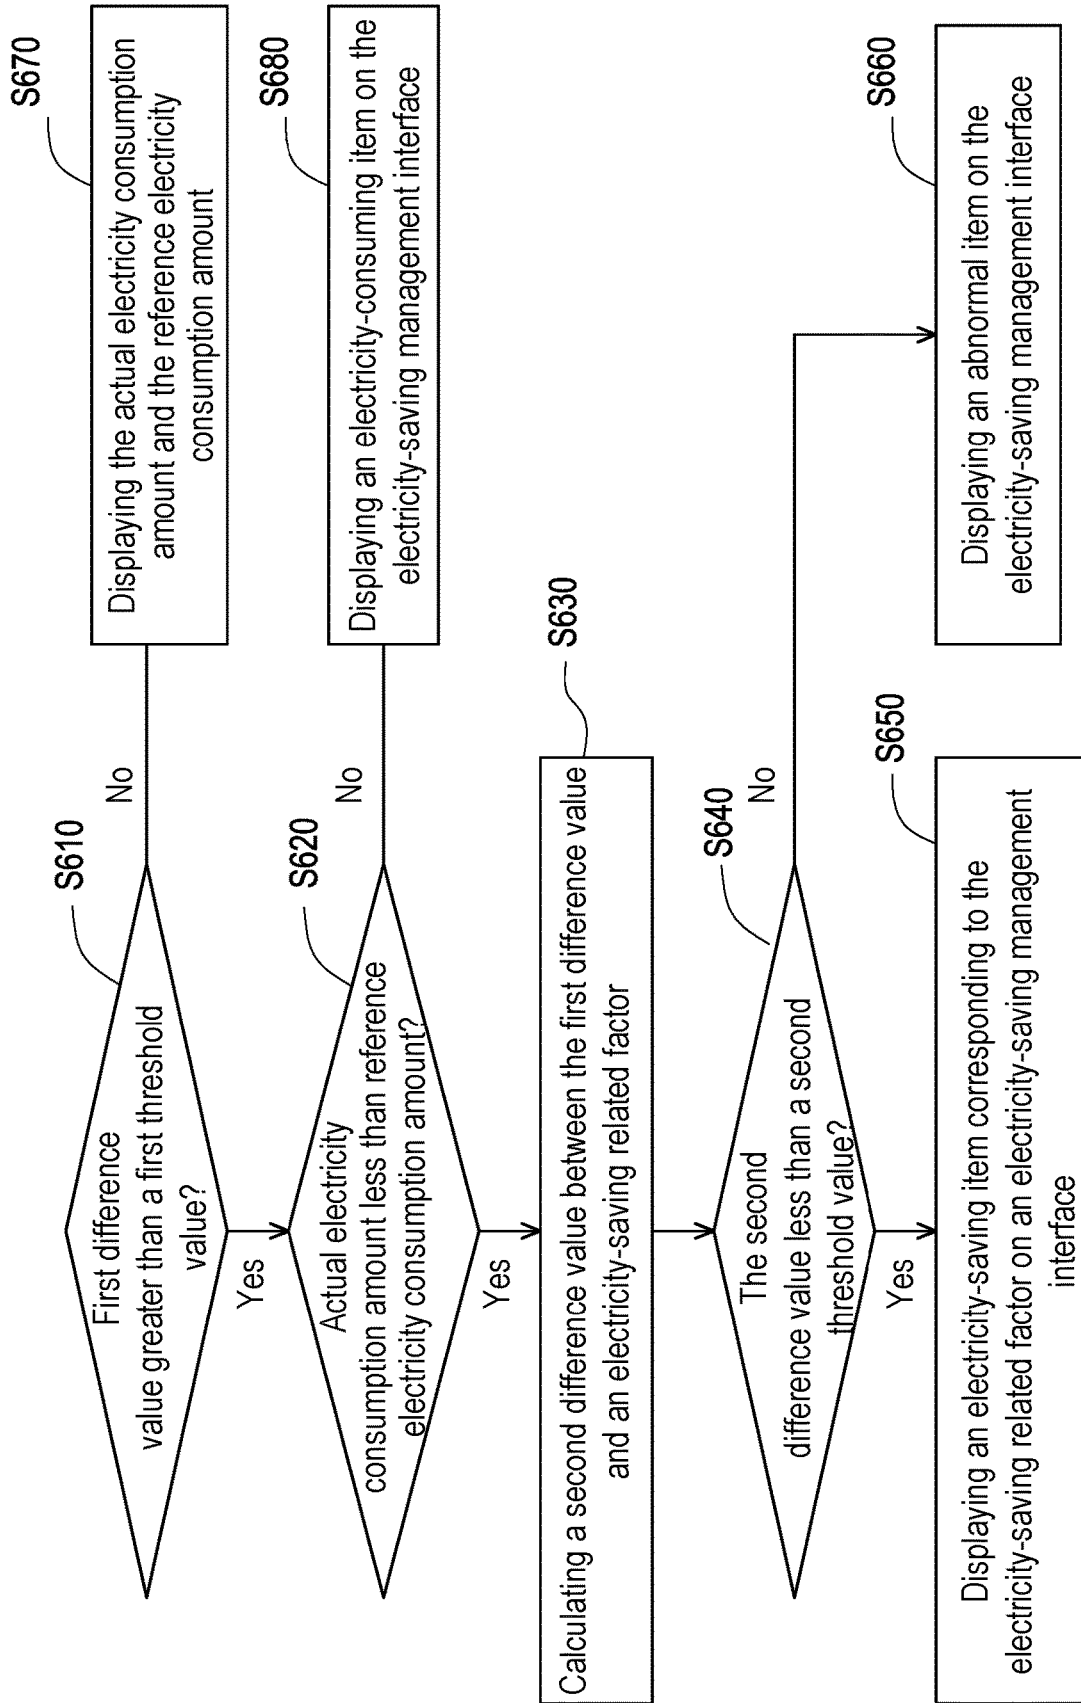 S610
First difference
value greater than a first threshold
value?
No
Yes
S670
Displaying the actual electricity consumption
amount and the reference electricity
consumption amount
S620
Actual electricity
consumption amount less than reference
electricity consumption amount?
No
Yes
S680
Displaying an electricity-consuming item on the
electricity-saving management interface
S630
Calculating a second difference value between the first difference value
and an electricity-saving related factor
S640
The second
difference value less than a second
threshold value?
No
Yes
S650
Displaying an electricity-saving item corresponding to the
electricity-saving related factor on an electricity-saving management
interface
S660
Displaying an abnormal item on the
electricity-saving management interface